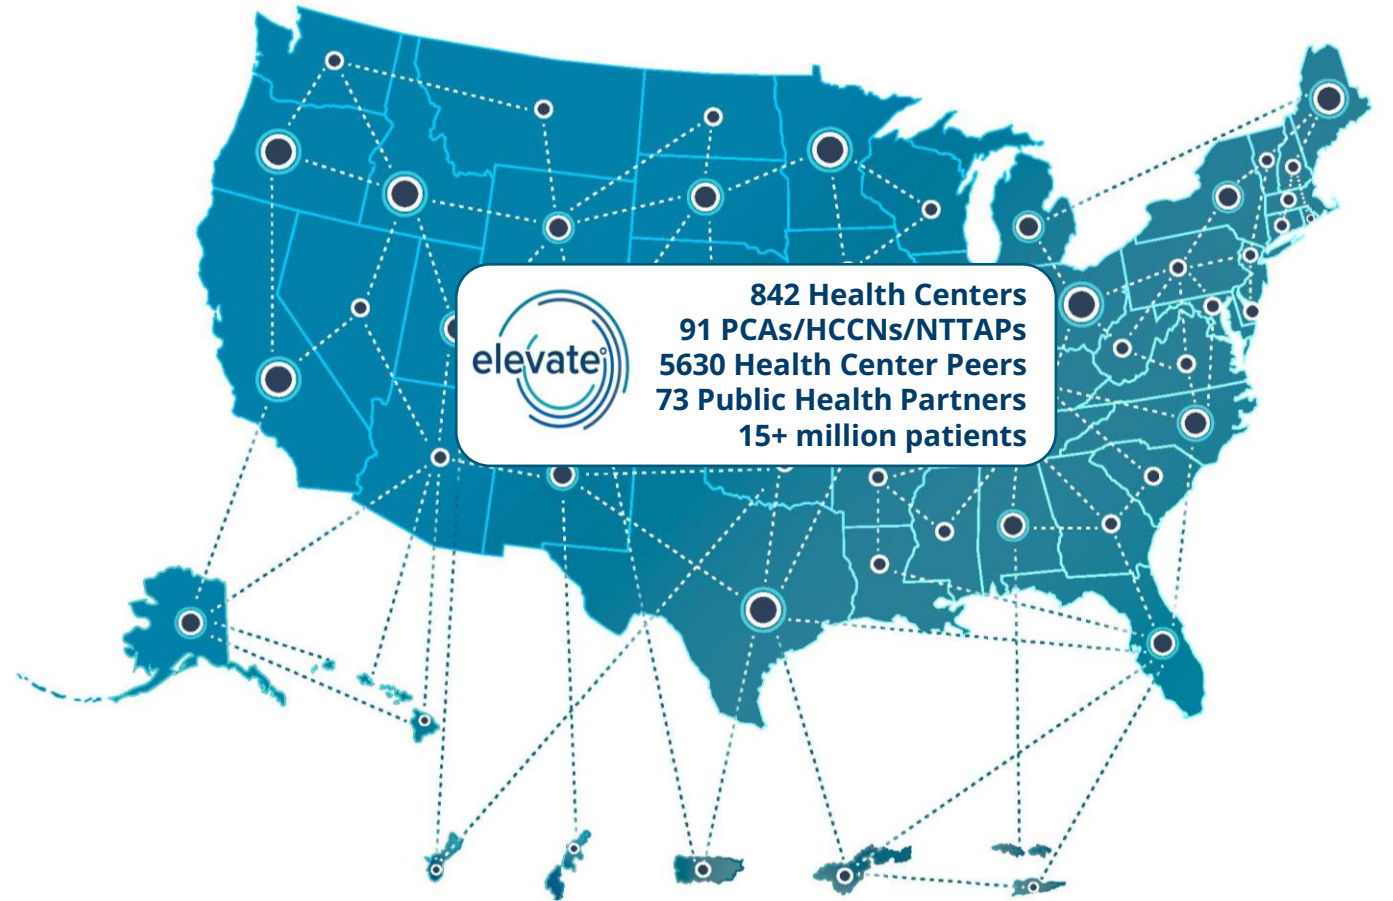 elevate
842 Health Centers
91 PCAs/HCCNs/NTTAPs
5630 Health Center Peers
73 Public Health Partners
15+ million patients